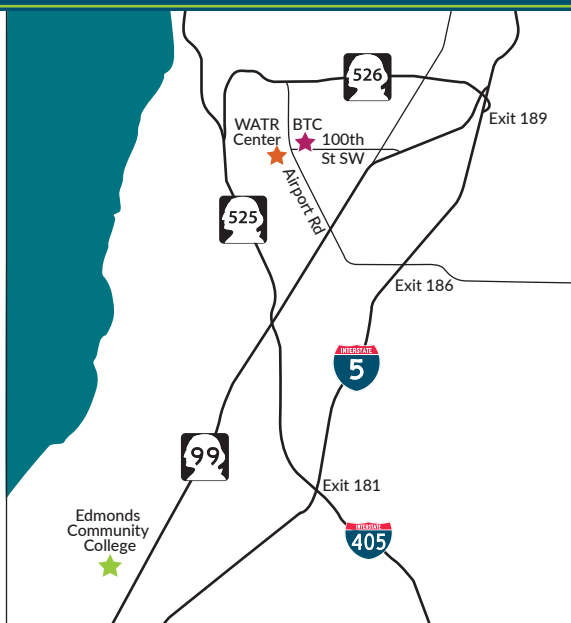 526
WATR
Center
BTC
100th
St SW
Exit 189
Airport Rd
525
Exit 186
INTERSTATE
5
99
Exit 181
Edmonds
Community
College
INTERSTATE
405